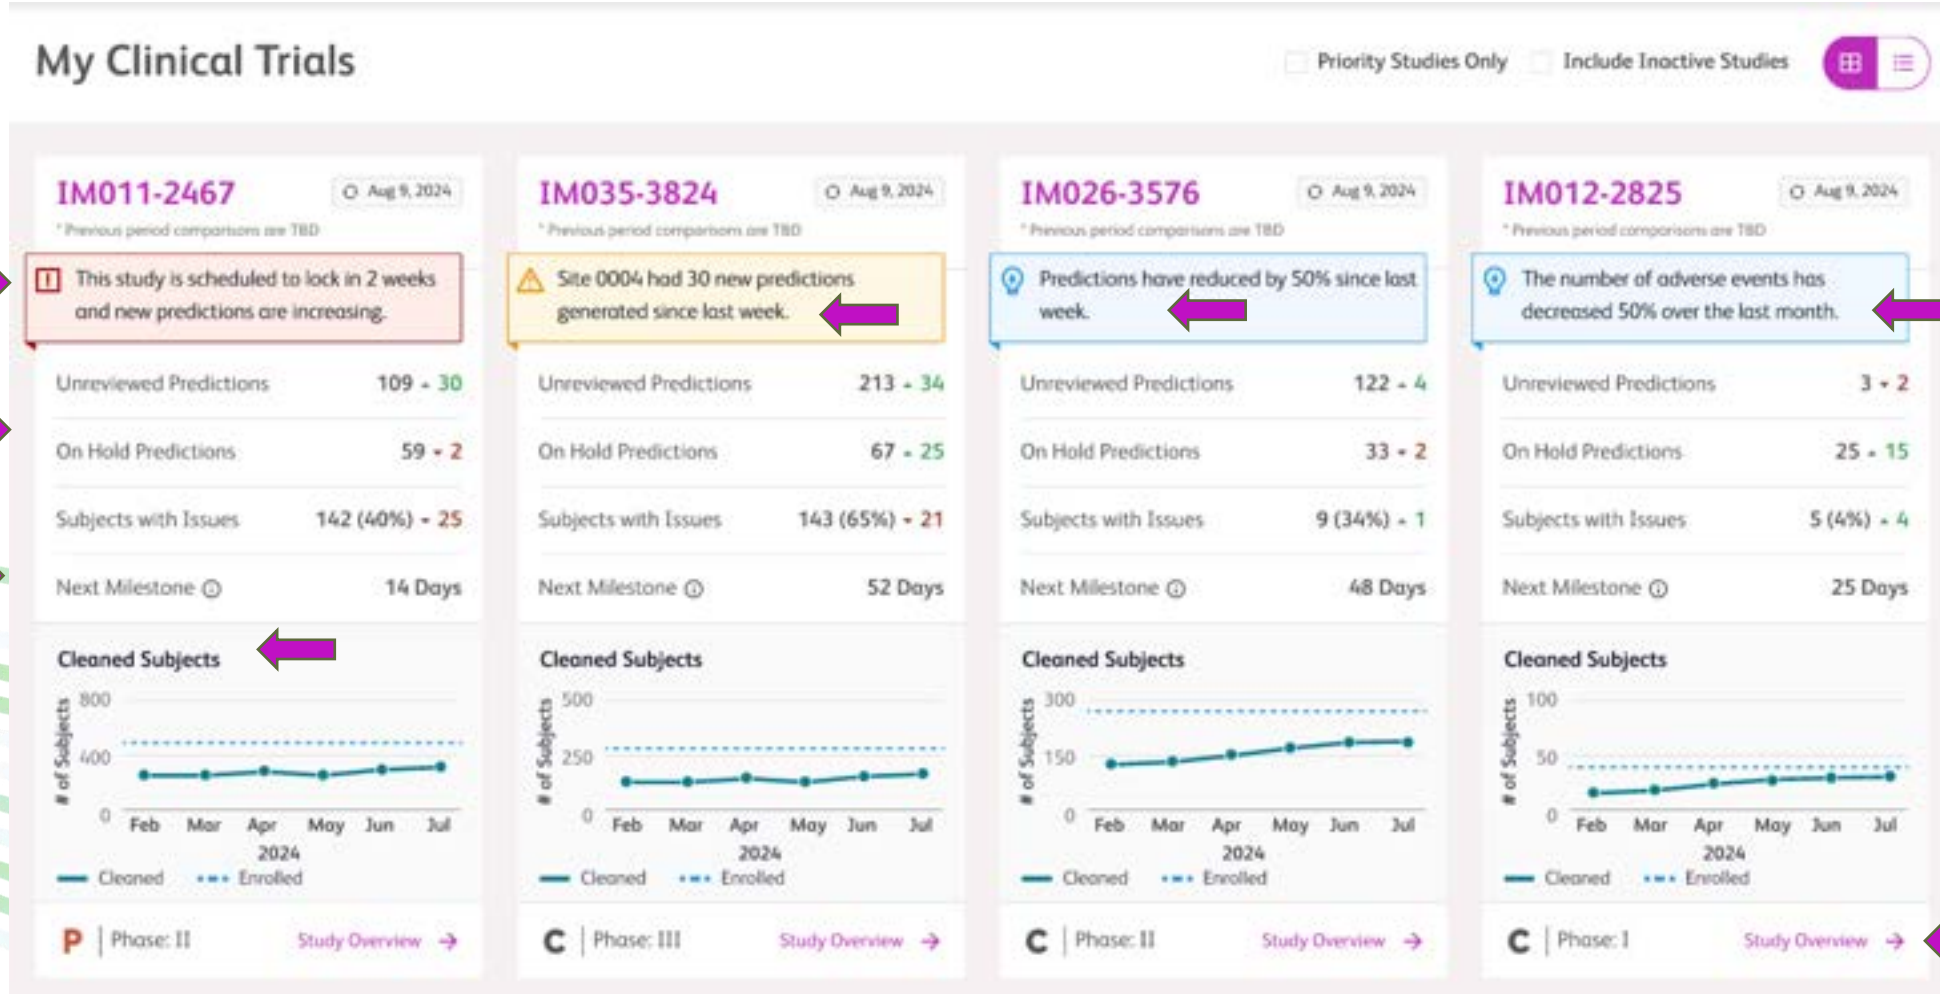 My Clinical Trials
Priority Studies Only
Include Inactive Studies
IM011-2467
Aug 9, 2024
* Previous period comparisons are TBD
This study is scheduled to lock in 2 weeks
and new predictions are increasing.
Unreviewed Predictions 109 30
On Hold Predictions 59 2
Subjects with Issues 142 (40%) 25
Next Milestone 14 Days
Cleaned Subjects
# of Subjects
800
400
0
Feb Mar Apr May Jun Jul
2024
Cleaned Enrolled
P | Phase: II Study Overview →
IM035-3824
Aug 9, 2024
* Previous period comparisons are TBD
Site 0004 had 30 new predictions
generated since last week.
Unreviewed Predictions 213 34
On Hold Predictions 67 25
Subjects with Issues 143 (65%) 21
Next Milestone 52 Days
Cleaned Subjects
# of Subjects
500
250
0
Feb Mar Apr May Jun Jul
2024
Cleaned Enrolled
C | Phase: III Study Overview →
IM026-3576
Aug 9, 2024
* Previous period comparisons are TBD
Predictions have reduced by 50% since last
week.
Unreviewed Predictions 122 4
On Hold Predictions 33 2
Subjects with Issues 9 (34%) 1
Next Milestone 48 Days
Cleaned Subjects
# of Subjects
300
150
0
Feb Mar Apr May Jun Jul
2024
Cleaned Enrolled
C | Phase: II Study Overview →
IM012-2825
Aug 9, 2024
* Previous period comparisons are TBD
The number of adverse events has
decreased 50% over the last month.
Unreviewed Predictions 3 2
On Hold Predictions 25 15
Subjects with Issues 5 (4%) 4
Next Milestone 25 Days
Cleaned Subjects
# of Subjects
100
50
0
Feb Mar Apr May Jun Jul
2024
Cleaned Enrolled
C | Phase: I Study Overview →